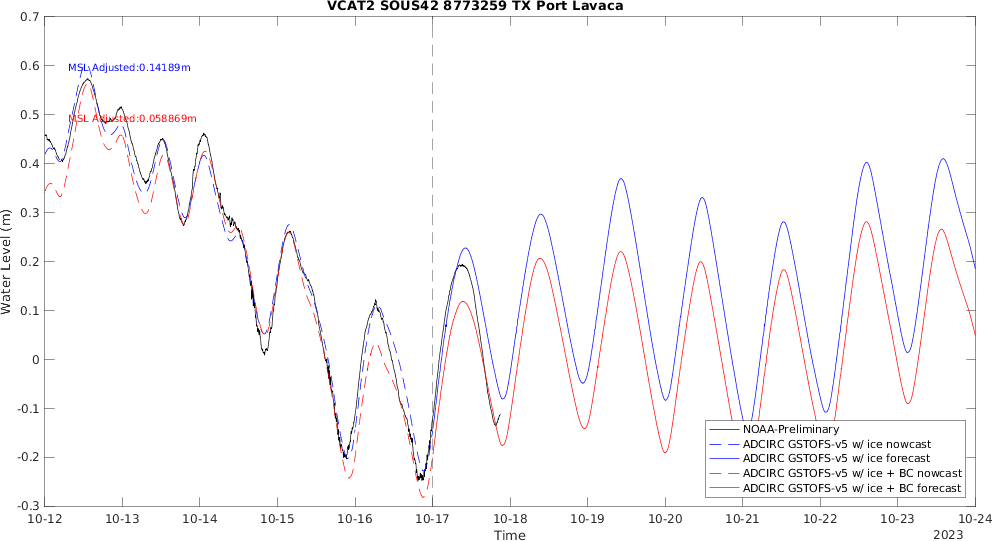 VCAT2 SOUS42 8773259 TX Port Lavaca
0.7
0.6
0.5
0.4
0.3
0.2
0.1
0
-0.1
-0.2
-0.3
Water Level (m)
MSL Adjusted:0.14189m
MSL Adjusted:0.058869m
NOAA-Preliminary
ADCIRC GSTOFS-v5 w/ ice nowcast
ADCIRC GSTOFS-v5 w/ ice forecast
ADCIRC GSTOFS-v5 w/ ice + BC nowcast
ADCIRC GSTOFS-v5 w/ ice + BC forecast
10-12 10-13 10-14 10-15 10-16 10-17 10-18 10-19 10-20 10-21 10-22 10-23 10-24
Time
2023